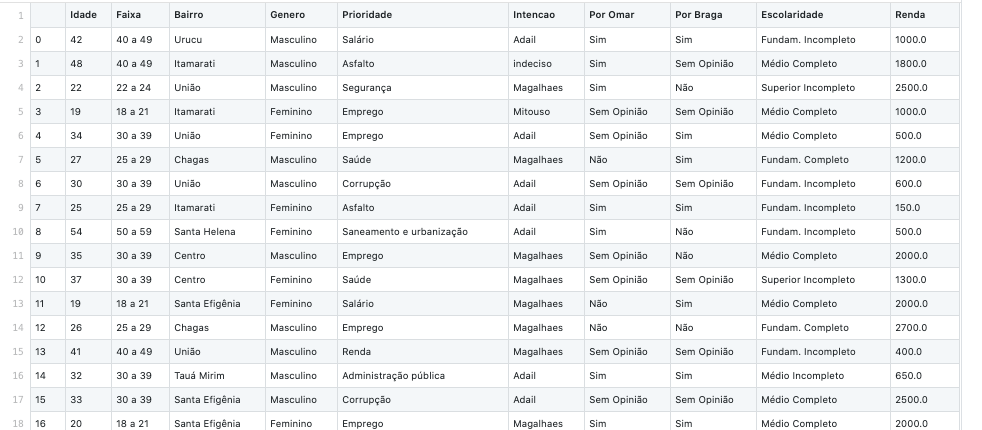 1 Idade Faixa Bairro Genero Prioridade Intencao Por Omar Por Braga Escolaridade Renda
2 0 42 40 a 49 Urucu Masculino Salário Adail Sim Sim Fundam. Incompleto 1000.0
3 1 48 40 a 49 Itamarati Masculino Asfalto indeciso Sim Sem Opinião Médio Completo 1800.0
4 2 22 22 a 24 União Masculino Segurança Magalhaes Sim Não Superior Incompleto 2500.0
5 3 19 18 a 21 Itamarati Feminino Emprego Mitouso Sem Opinião Sem Opinião Médio Completo 1000.0
6 4 34 30 a 39 União Feminino Emprego Adail Sem Opinião Sim Médio Completo 500.0
7 5 27 25 a 29 Chagas Masculino Saúde Magalhaes Não Sim Fundam. Completo 1200.0
8 6 30 30 a 39 União Masculino Corrupção Adail Sem Opinião Sem Opinião Fundam. Incompleto 600.0
9 7 25 25 a 29 Itamarati Feminino Asfalto Adail Sim Sim Fundam. Incompleto 150.0
10 8 54 50 a 59 Santa Helena Feminino Saneamento e urbanização Adail Sim Não Fundam. Incompleto 500.0
11 9 35 30 a 39 Centro Masculino Emprego Magalhaes Sem Opinião Não Médio Completo 2000.0
12 10 37 30 a 39 Centro Feminino Saúde Magalhaes Sem Opinião Sem Opinião Superior Incompleto 1300.0
13 11 19 18 a 21 Santa Efigênia Feminino Salário Magalhaes Não Sim Médio Completo 2000.0
14 12 26 25 a 29 Chagas Masculino Emprego Magalhaes Não Não Fundam. Completo 2700.0
15 13 41 40 a 49 União Masculino Renda Magalhaes Sem Opinião Sem Opinião Fundam. Incompleto 400.0
16 14 32 30 a 39 Tauá Mirim Masculino Administração pública Adail Sim Sim Médio Incompleto 650.0
17 15 33 30 a 39 Santa Efigênia Masculino Corrupção Adail Sem Opinião Sem Opinião Médio Completo 2500.0
18 16 20 18 a 21 Santa Efigênia Feminino Emprego Magalhaes Sem Opinião Sem Opinião Médio Completo 2000.0